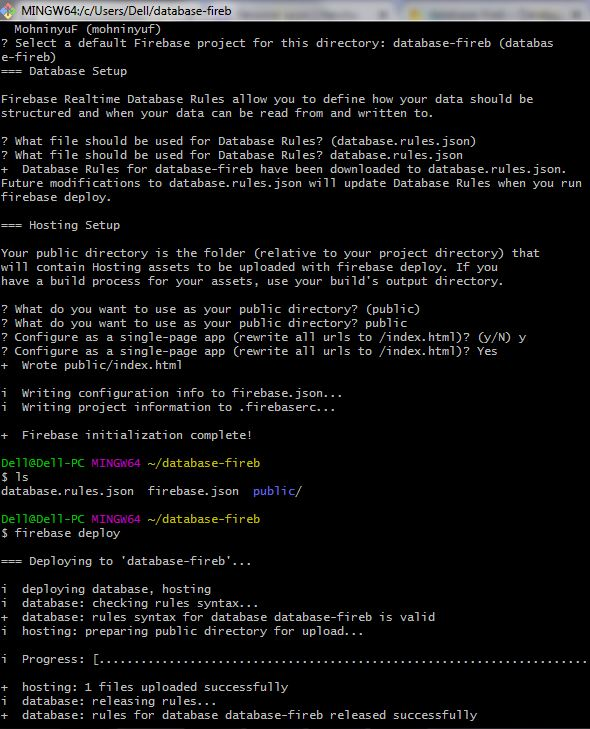 MINGW64:/c/Users/Dell/database-fireb
MohninyuF (mohninyuf)
? Select a default Firebase project for this directory: database-fireb (databas
e-fireb)
=== Database Setup
Firebase Realtime Database Rules allow you to define how your data should be
structured and when your data can be read from and written to.
? What file should be used for Database Rules? (database.rules.json)
? What file should be used for Database Rules? database.rules.json
+  Database Rules for database-fireb have been downloaded to database.rules.json.
Future modifications to database.rules.json will update Database Rules when you run
firebase deploy.
=== Hosting Setup
Your public directory is the folder (relative to your project directory) that
will contain Hosting assets to be uploaded with firebase deploy. If you
have a build process for your assets, use your build's output directory.
? What do you want to use as your public directory? (public)
? What do you want to use as your public directory? public
? Configure as a single-page app (rewrite all urls to /index.html)? (y/N) y
? Configure as a single-page app (rewrite all urls to /index.html)? Yes
+  Wrote public/index.html
i  Writing configuration info to firebase.json...
i  Writing project information to .firebaserc...
+  Firebase initialization complete!
Dell@Dell-PC MINGW64 ~/database-fireb
$ ls
database.rules.json  firebase.json  public/
Dell@Dell-PC MINGW64 ~/database-fireb
$ firebase deploy
=== Deploying to 'database-fireb'...
i  deploying database, hosting
i  database: checking rules syntax...
+  database: rules syntax for database database-fireb is valid
i  hosting: preparing public directory for upload...
i  Progress: [......................................................................
+  hosting: 1 files uploaded successfully
i  database: releasing rules...
+  database: rules for database database-fireb released successfully